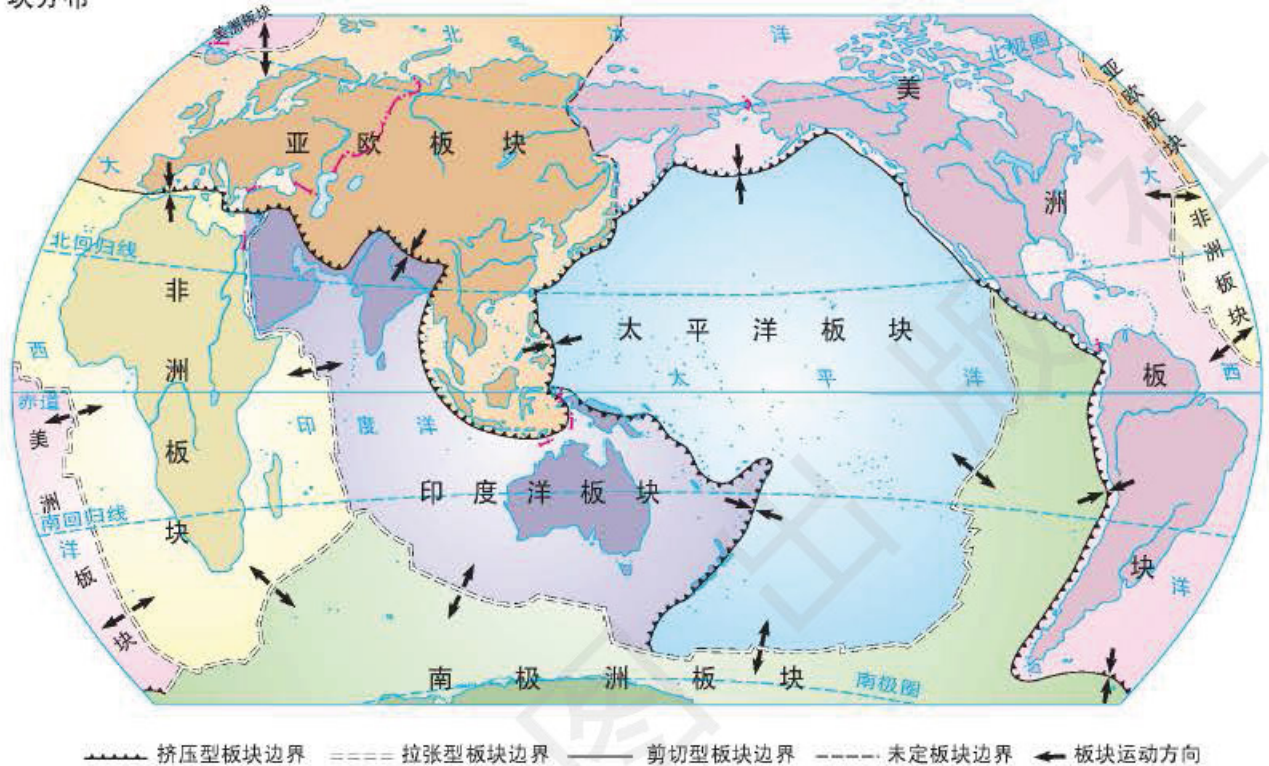 块分布
美洲板块
北 冰 洋
北极圈
亚欧板块
美
亚欧板块
大
大
洲
非洲板块
北回归线
非洲板块
太平洋板块
西
太 平 洋
板
西
赤道
印 度 洋
美洲板块
印度洋板块
南回归线
洋
块
洋
南极洲板块
南极圈
挤压型板块边界 拉张型板块边界 剪切型板块边界 未定板块边界 板块运动方向
图出版社